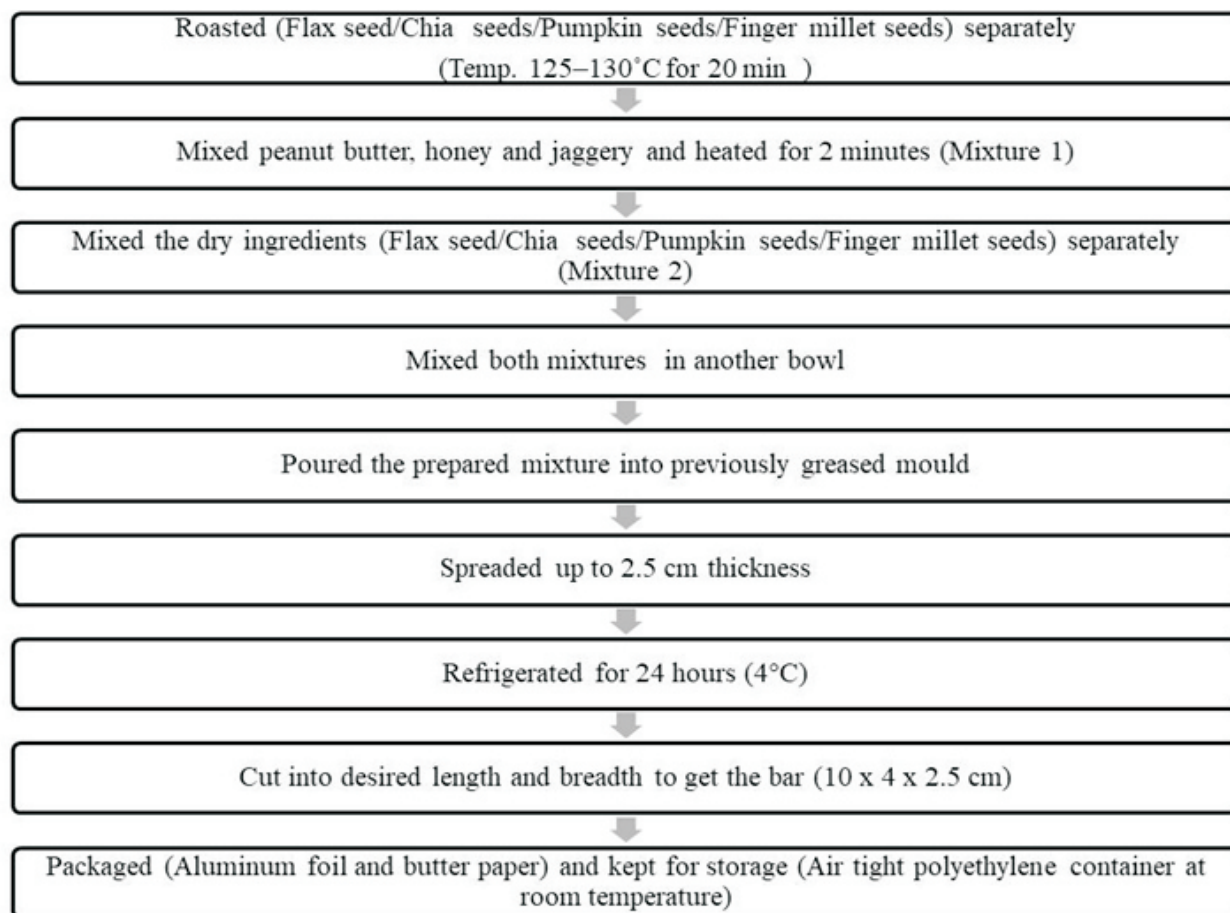 Roasted (Flax seed/Chia seeds/Pumpkin seeds/Finger millet seeds) separately
(Temp. 125–130˚C for 20 min )
Mixed peanut butter, honey and jaggery and heated for 2 minutes (Mixture 1)
Mixed the dry ingredients (Flax seed/Chia seeds/Pumpkin seeds/Finger millet seeds) separately
(Mixture 2)
Mixed both mixtures in another bowl
Poured the prepared mixture into previously greased mould
Spreaded up to 2.5 cm thickness
Refrigerated for 24 hours (4°C)
Cut into desired length and breadth to get the bar (10 x 4 x 2.5 cm)
Packaged (Aluminum foil and butter paper) and kept for storage (Air tight polyethylene container at
room temperature)